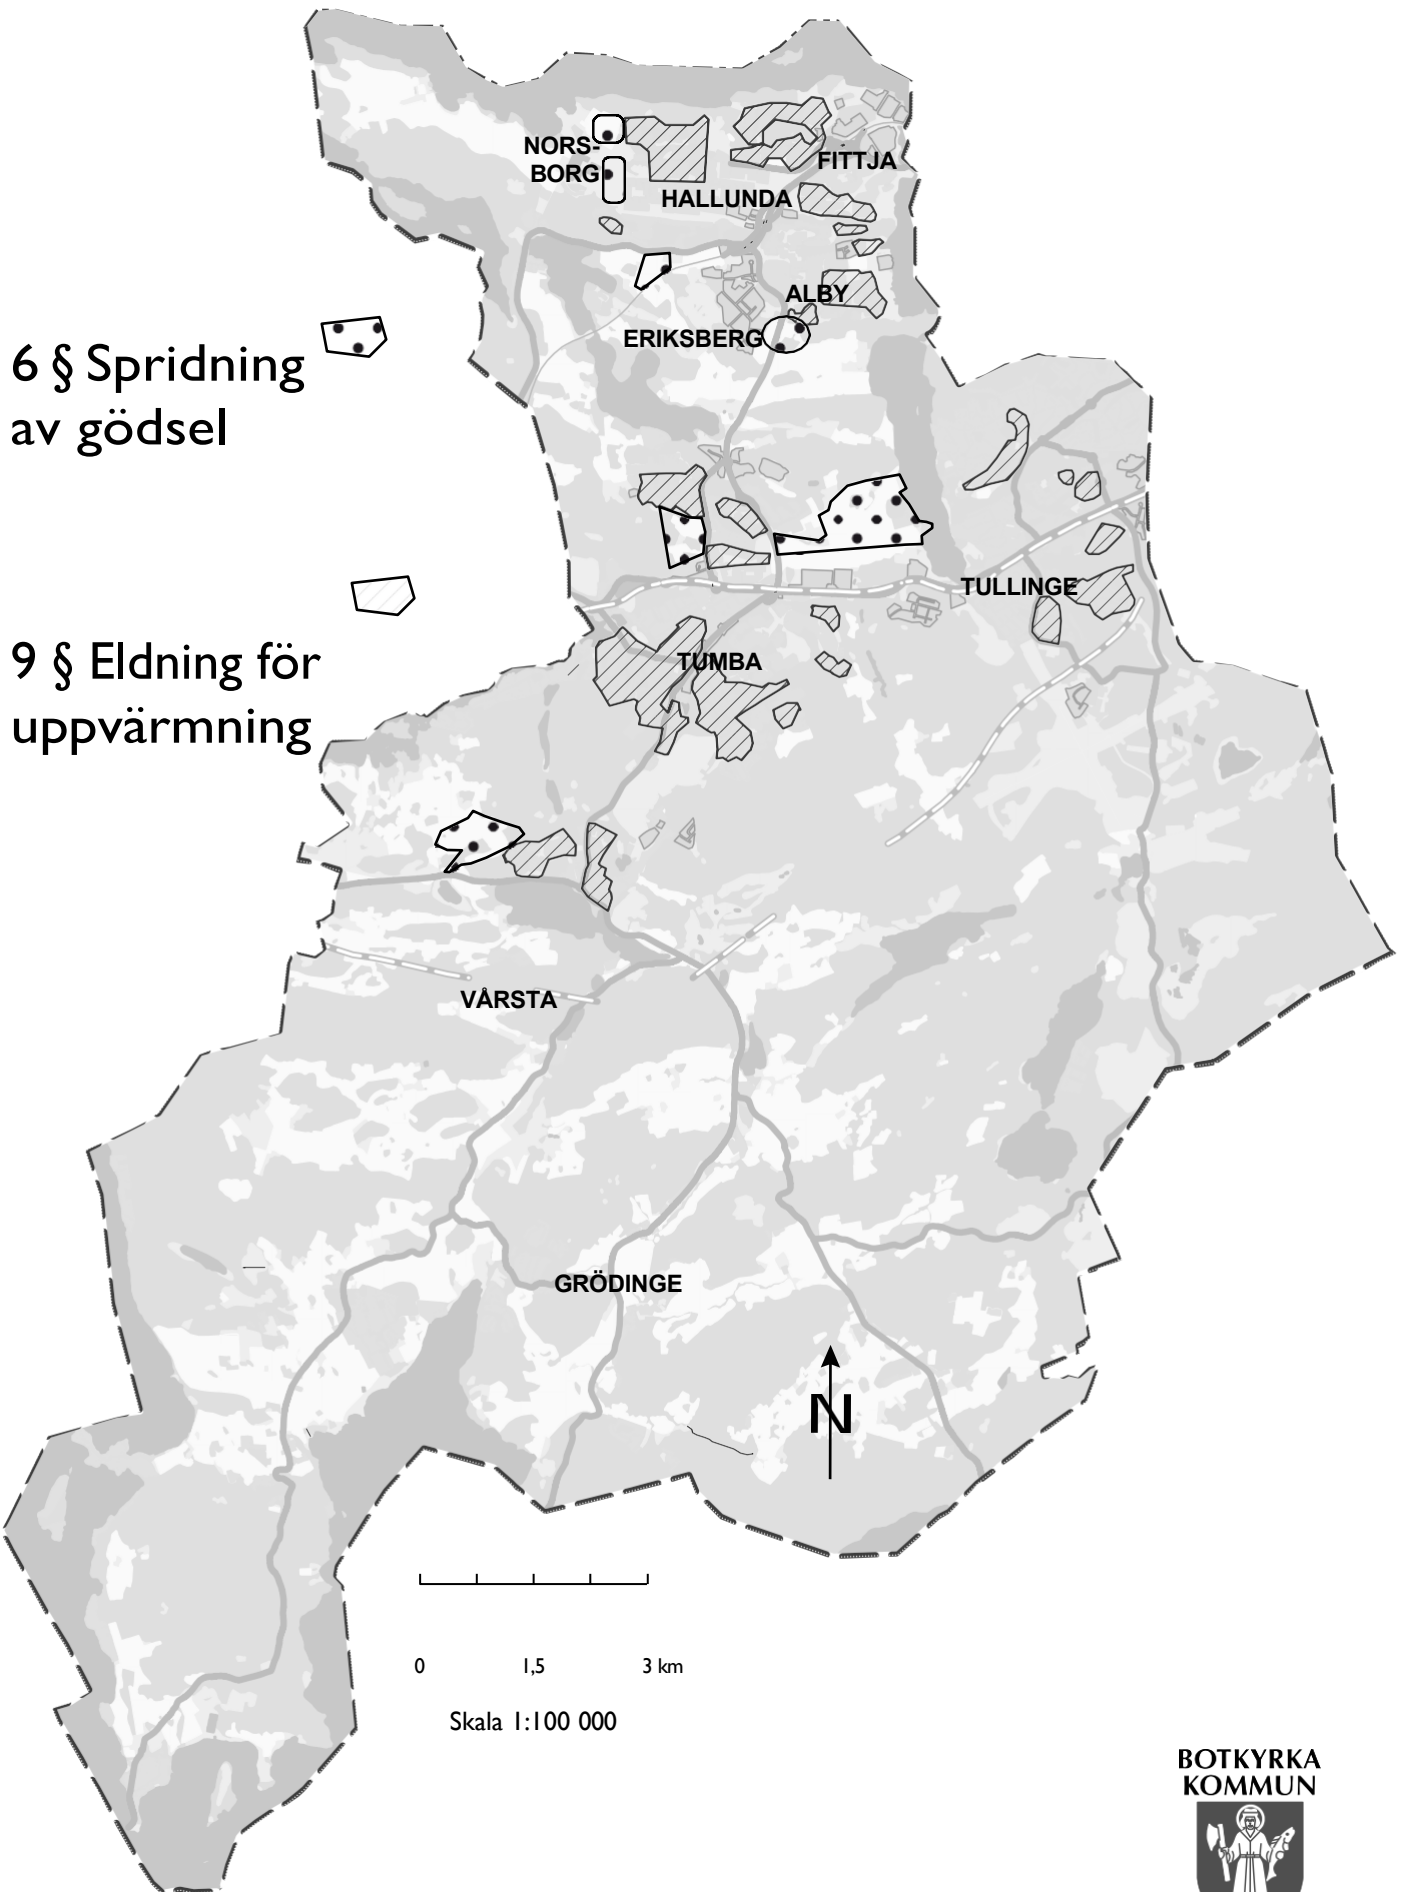 NORS-
BORG
FITTJA
HALLUNDA
ALBY
ERIKSBERG
6 § Spridning
av gödsel
TULLINGE
9 § Eldning för
uppvärmning
TUMBA
VÅRSTA
GRÖDINGE
N
0 1,5 3 km
Skala 1:100 000
BOTKYRKA
KOMMUN